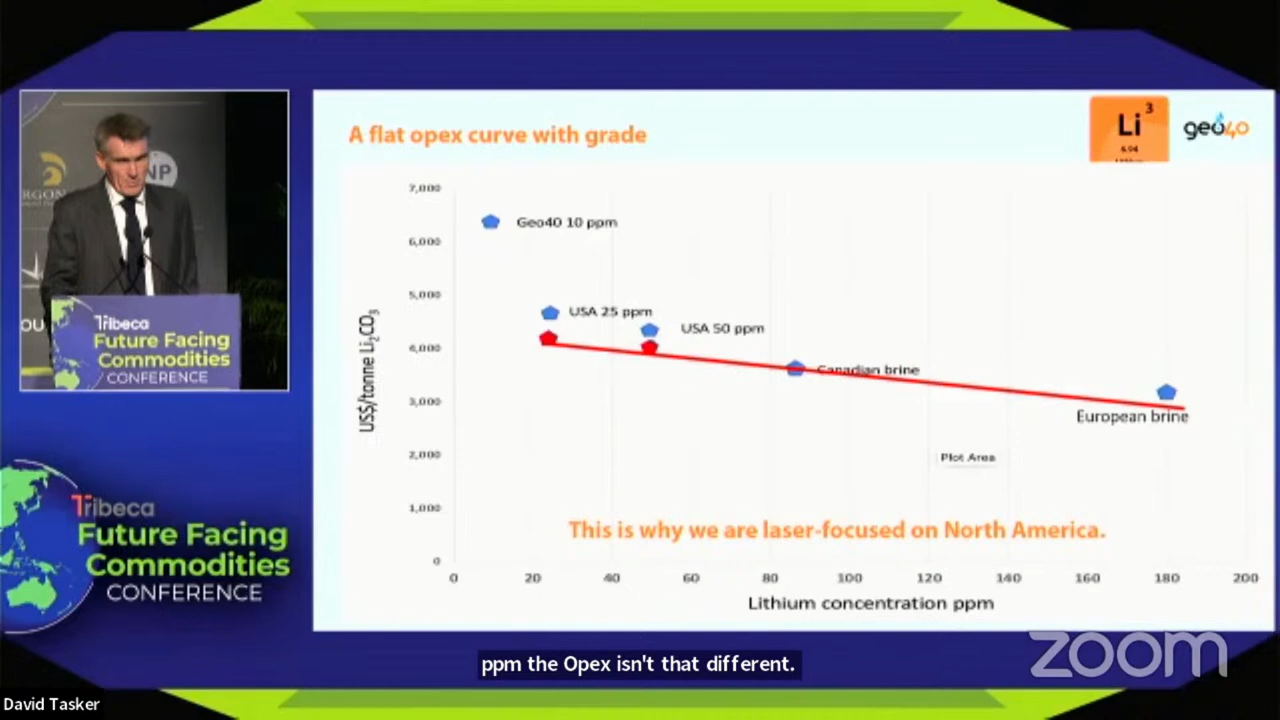 A flat opex curve with grade
Li
3
6.94
geo40
7,000
6,000
5,000
4,000
3,000
2,000
1,000
0
US$/tonne Li₂CO₃
Geo40 10 ppm
USA 25 ppm
USA 50 ppm
Canadian brine
European brine
Plot Area
This is why we are laser-focused on North America.
0 20 40 60 80 100 120 140 160 180 200
Lithium concentration ppm
RGON
NP
OU
Tribeca
Future Facing
Commodities
CONFERENCE
Tribeca
Future Facing
Commodities
CONFERENCE
zoom
ppm the Opex isn't that different.
David Tasker